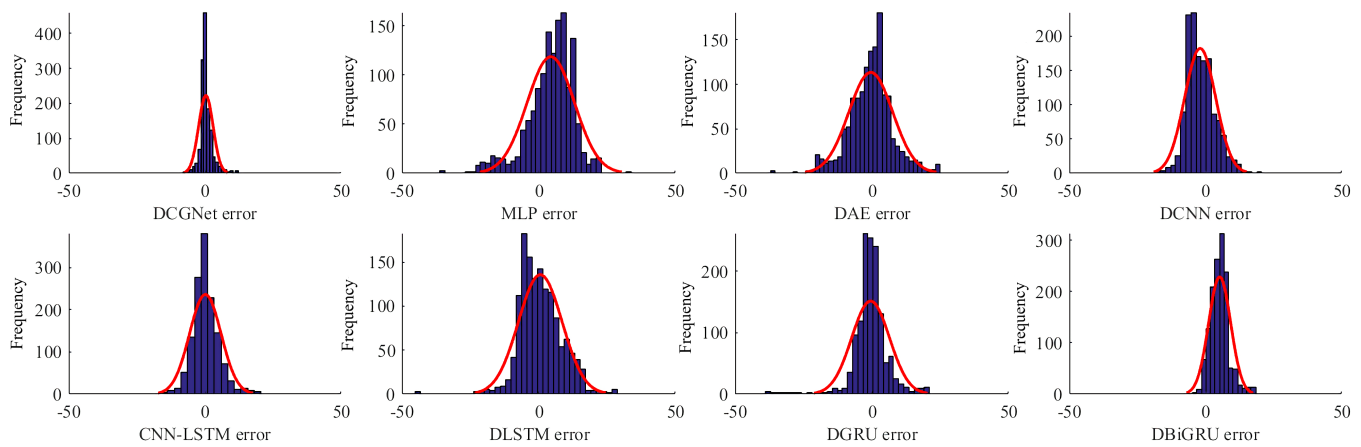 400
300
200
100
0
-50 0 50
Frequency
DCGNet error
150
100
50
0
-50 0 50
Frequency
MLP error
150
100
50
0
-50 0 50
Frequency
DAE error
200
150
100
50
0
-50 0 50
Frequency
DCNN error
300
200
100
0
-50 0 50
Frequency
CNN-LSTM error
150
100
50
0
-50 0 50
Frequency
DLSTM error
200
100
0
-50 0 50
Frequency
DGRU error
300
200
100
0
-50 0 50
Frequency
DBiGRU error